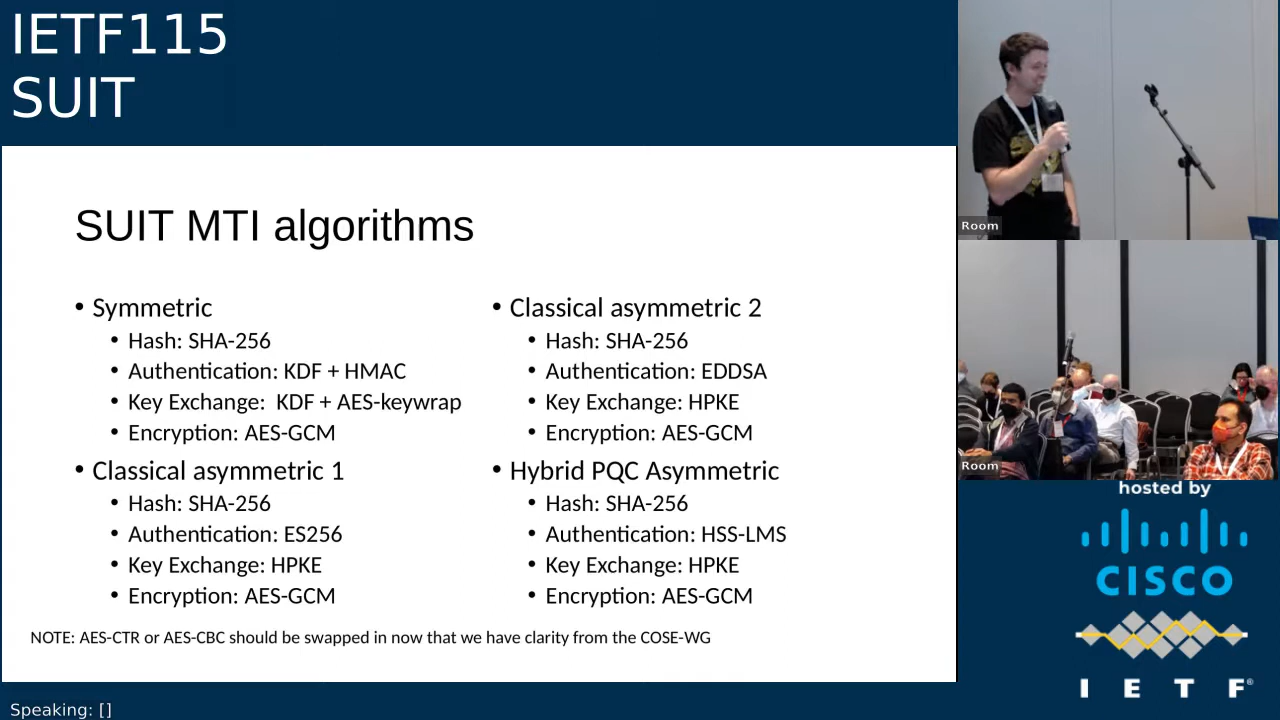 IETF115
SUIT
SUIT MTI algorithms
• Symmetric
• Hash: SHA-256
• Authentication: KDF + HMAC
• Key Exchange:  KDF + AES-keywrap
• Encryption: AES-GCM
• Classical asymmetric 1
• Hash: SHA-256
• Authentication: ES256
• Key Exchange: HPKE
• Encryption: AES-GCM
• Classical asymmetric 2
• Hash: SHA-256
• Authentication: EDDSA
• Key Exchange: HPKE
• Encryption: AES-GCM
• Hybrid PQC Asymmetric
• Hash: SHA-256
• Authentication: HSS-LMS
• Key Exchange: HPKE
• Encryption: AES-GCM
NOTE: AES-CTR or AES-CBC should be swapped in now that we have clarity from the COSE-WG
Room
Room
hosted by
CISCO
I E T F®
Speaking: []